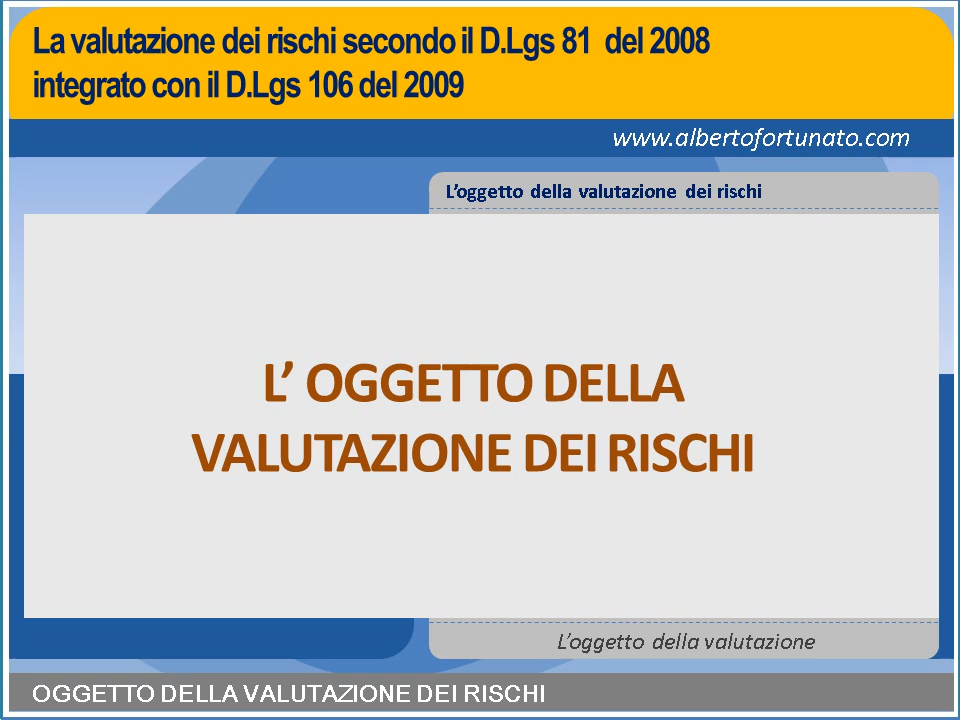 La valutazione dei rischi secondo il D.Lgs 81 del 2008
integrato con il D.Lgs 106 del 2009
www.albertofortunato.com
L'oggetto della valutazione dei rischi
L' OGGETTO DELLA
VALUTAZIONE DEI RISCHI
L'oggetto della valutazione
OGGETTO DELLA VALUTAZIONE DEI RISCHI